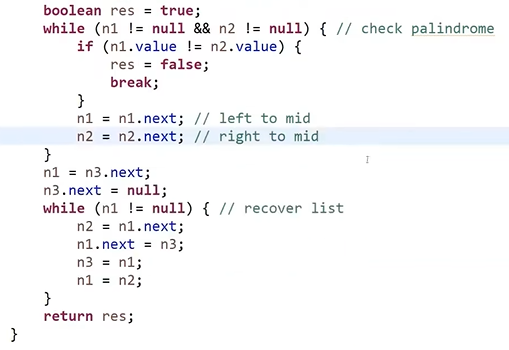 boolean res = true;
while (n1 != null && n2 != null) { // check palindrome
if (n1.value != n2.value) {
res = false;
break;
}
n1 = n1.next; // left to mid
n2 = n2.next; // right to mid
}
n1 = n3.next;
n3.next = null;
while (n1 != null) { // recover list
n2 = n1.next;
n1.next = n3;
n3 = n1;
n1 = n2;
}
return res;
}